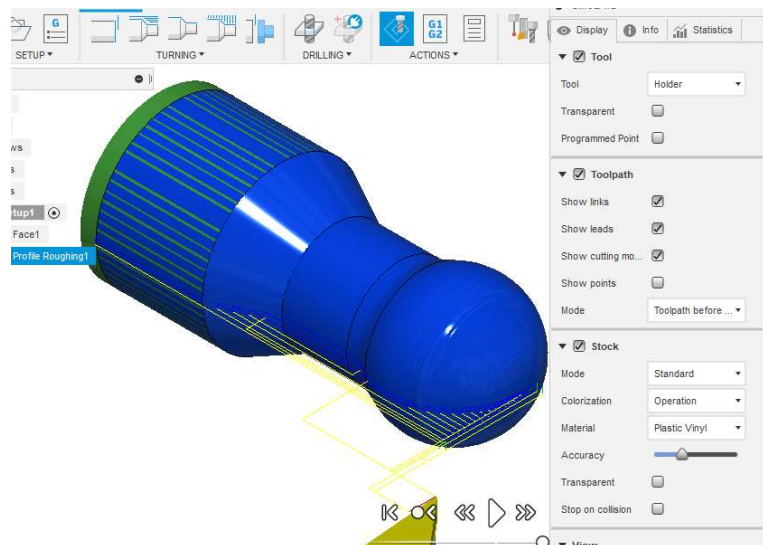 G
G1
G2
SETUP▾
TURNING▾
DRILLING▾
ACTIONS▾
ws
s
s
tup1
Face1
Profile Roughing1
Display
Info
Statistics
Tool
Tool
Holder
Transparent
Programmed Point
Toolpath
Show links
Show leads
Show cutting mo...
Show points
Mode
Toolpath before ...
Stock
Mode
Standard
Colorization
Operation
Material
Plastic Vinyl
Accuracy
Transparent
Stop on collision
View